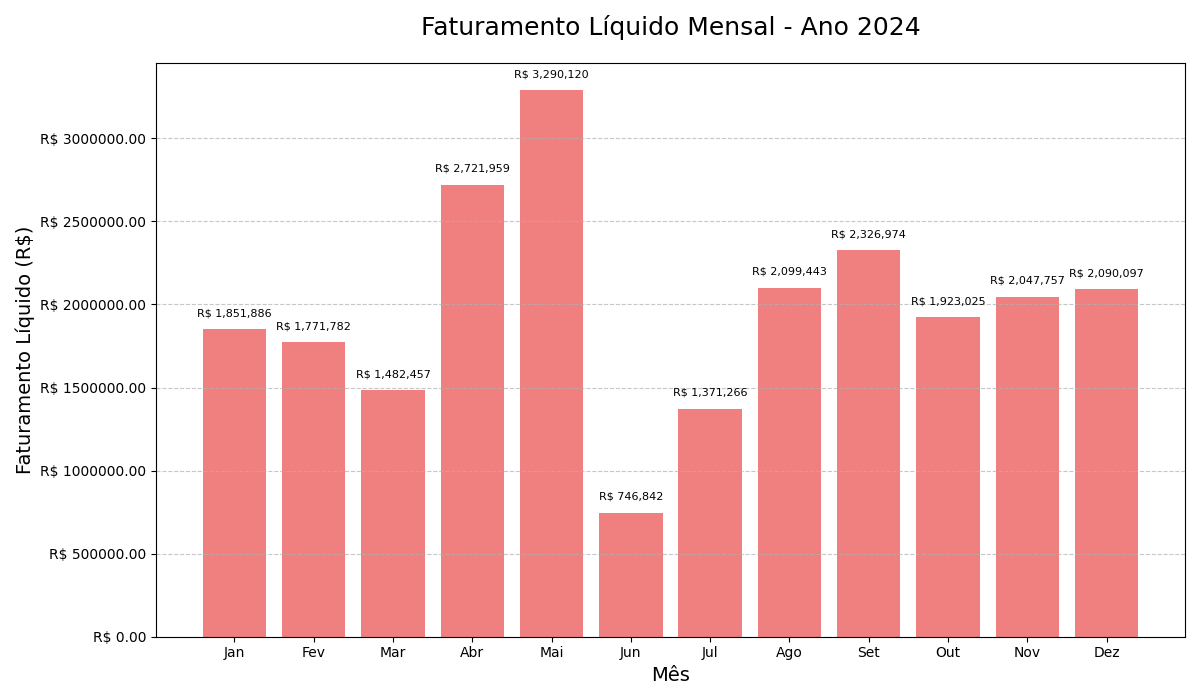 Faturamento Líquido Mensal - Ano 2024
Faturamento Líquido (R$)
R$ 3000000.00
R$ 2500000.00
R$ 2000000.00
R$ 1500000.00
R$ 1000000.00
R$ 500000.00
R$ 0.00
R$ 1,851,886
R$ 1,771,782
R$ 1,482,457
R$ 2,721,959
R$ 3,290,120
R$ 746,842
R$ 1,371,266
R$ 2,099,443
R$ 2,326,974
R$ 1,923,025
R$ 2,047,757
R$ 2,090,097
Jan Fev Mar Abr Mai Jun Jul Ago Set Out Nov Dez
Mês